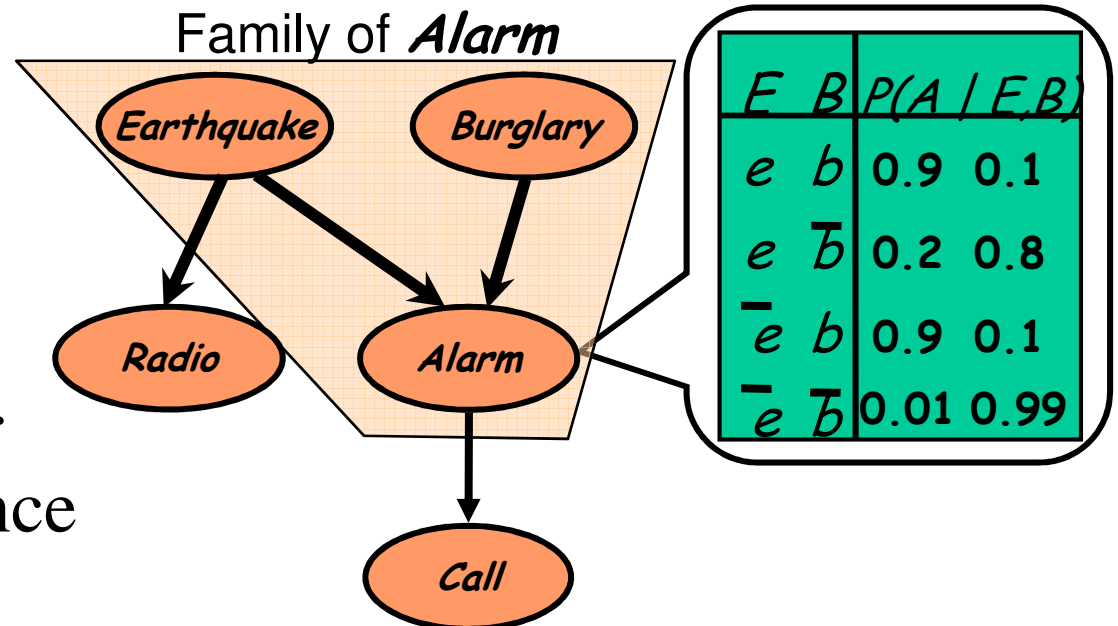 Family of Alarm
Earthquake
Burglary
Radio
Alarm
.
nce
Call
E B P(A | E,B)
e b 0.9 0.1
e b̅ 0.2 0.8
e̅ b 0.9 0.1
e̅ b̅ 0.01 0.99